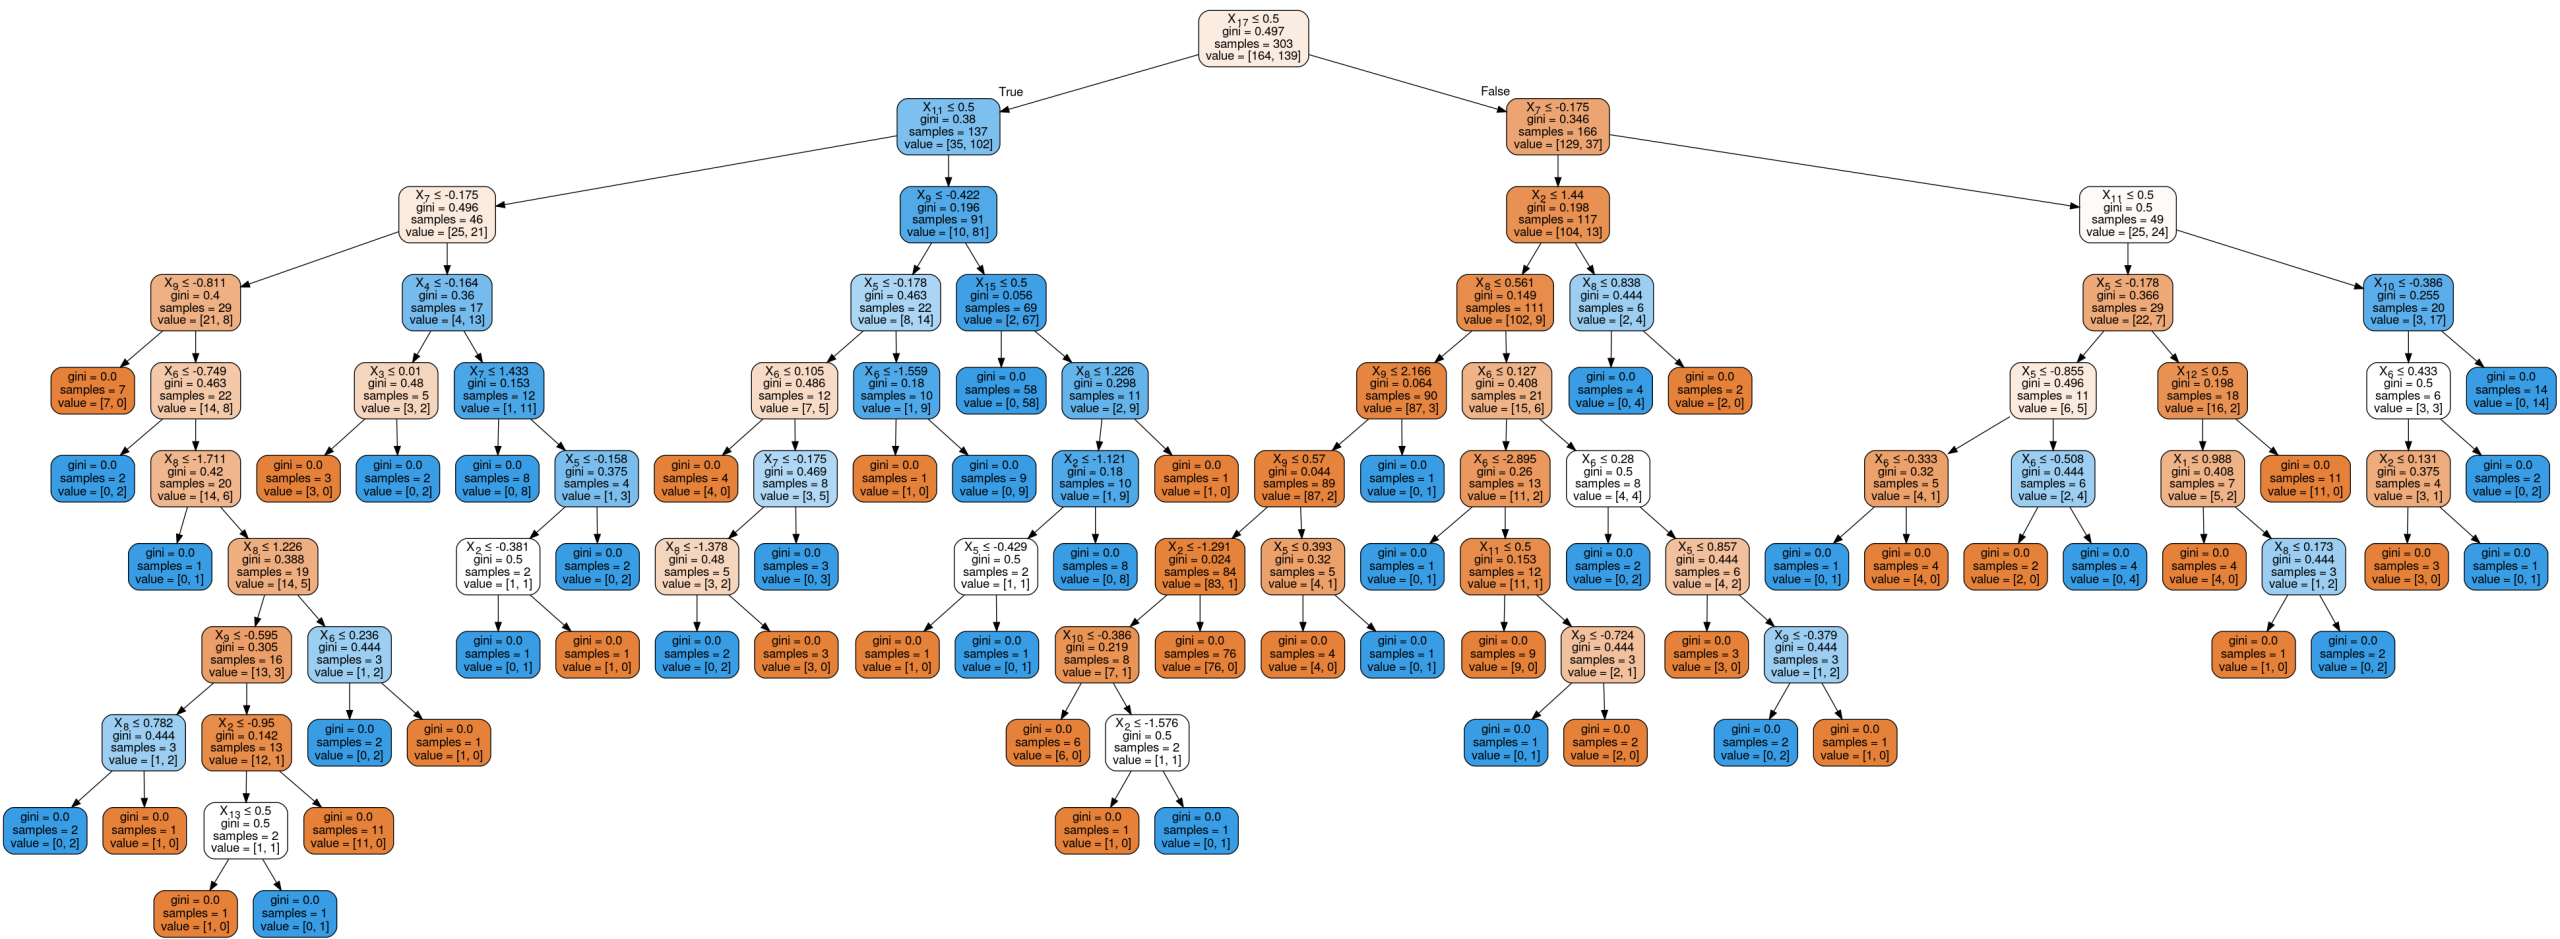 X17 ≤ 0.5
gini = 0.497
samples = 303
value = [164, 139]
True
False
X11 ≤ 0.5
gini = 0.38
samples = 137
value = [35, 102]
X7 ≤ -0.175
gini = 0.346
samples = 166
value = [129, 37]
X7 ≤ -0.175
gini = 0.496
samples = 46
value = [25, 21]
X9 ≤ -0.422
gini = 0.196
samples = 91
value = [10, 81]
X2 ≤ 1.44
gini = 0.198
samples = 117
value = [104, 13]
X11 ≤ 0.5
gini = 0.5
samples = 49
value = [25, 24]
X9 ≤ -0.811
gini = 0.4
samples = 29
value = [21, 8]
X4 ≤ -0.164
gini = 0.36
samples = 17
value = [4, 13]
X5 ≤ -0.178
gini = 0.463
samples = 22
value = [8, 14]
X15 ≤ 0.5
gini = 0.056
samples = 69
value = [2, 67]
X8 ≤ 0.561
gini = 0.149
samples = 111
value = [102, 9]
X8 ≤ 0.838
gini = 0.444
samples = 6
value = [2, 4]
X5 ≤ -0.178
gini = 0.366
samples = 29
value = [22, 7]
X10 ≤ -0.386
gini = 0.255
samples = 20
value = [3, 17]
gini = 0.0
samples = 7
value = [7, 0]
X6 ≤ -0.749
gini = 0.463
samples = 22
value = [14, 8]
X3 ≤ 0.01
gini = 0.48
samples = 5
value = [3, 2]
X7 ≤ 1.433
gini = 0.153
samples = 12
value = [1, 11]
X6 ≤ 0.105
gini = 0.486
samples = 12
value = [7, 5]
X6 ≤ -1.559
gini = 0.18
samples = 10
value = [1, 9]
gini = 0.0
samples = 58
value = [0, 58]
X8 ≤ 1.226
gini = 0.298
samples = 11
value = [2, 9]
X9 ≤ 2.166
gini = 0.064
samples = 90
value = [87, 3]
X6 ≤ 0.127
gini = 0.408
samples = 21
value = [15, 6]
gini = 0.0
samples = 4
value = [0, 4]
gini = 0.0
samples = 2
value = [2, 0]
X5 ≤ -0.855
gini = 0.496
samples = 11
value = [6, 5]
X12 ≤ 0.5
gini = 0.198
samples = 18
value = [16, 2]
X6 ≤ 0.433
gini = 0.5
samples = 6
value = [3, 3]
gini = 0.0
samples = 14
value = [0, 14]
gini = 0.0
samples = 2
value = [0, 2]
X8 ≤ -1.711
gini = 0.42
samples = 20
value = [14, 6]
gini = 0.0
samples = 3
value = [3, 0]
gini = 0.0
samples = 2
value = [0, 2]
gini = 0.0
samples = 8
value = [0, 8]
X5 ≤ -0.158
gini = 0.375
samples = 4
value = [1, 3]
gini = 0.0
samples = 4
value = [4, 0]
X7 ≤ -0.175
gini = 0.469
samples = 8
value = [3, 5]
gini = 0.0
samples = 1
value = [1, 0]
gini = 0.0
samples = 9
value = [0, 9]
X2 ≤ -1.121
gini = 0.18
samples = 10
value = [1, 9]
gini = 0.0
samples = 1
value = [1, 0]
X9 ≤ 0.57
gini = 0.044
samples = 89
value = [87, 2]
gini = 0.0
samples = 1
value = [0, 1]
X6 ≤ -2.895
gini = 0.26
samples = 13
value = [11, 2]
X6 ≤ 0.28
gini = 0.5
samples = 8
value = [4, 4]
X6 ≤ -0.333
gini = 0.32
samples = 5
value = [4, 1]
X6 ≤ -0.508
gini = 0.444
samples = 6
value = [2, 4]
X1 ≤ 0.988
gini = 0.408
samples = 7
value = [5, 2]
gini = 0.0
samples = 11
value = [11, 0]
X2 ≤ 0.131
gini = 0.375
samples = 4
value = [3, 1]
gini = 0.0
samples = 2
value = [0, 2]
gini = 0.0
samples = 1
value = [0, 1]
X8 ≤ 1.226
gini = 0.388
samples = 19
value = [14, 5]
X2 ≤ -0.381
gini = 0.5
samples = 2
value = [1, 1]
gini = 0.0
samples = 2
value = [0, 2]
X8 ≤ -1.378
gini = 0.48
samples = 5
value = [3, 2]
gini = 0.0
samples = 3
value = [0, 3]
X5 ≤ -0.429
gini = 0.5
samples = 2
value = [1, 1]
gini = 0.0
samples = 8
value = [0, 8]
X2 ≤ -1.291
gini = 0.024
samples = 84
value = [83, 1]
X5 ≤ 0.393
gini = 0.32
samples = 5
value = [4, 1]
gini = 0.0
samples = 1
value = [0, 1]
X11 ≤ 0.5
gini = 0.153
samples = 12
value = [11, 1]
gini = 0.0
samples = 2
value = [0, 2]
X5 ≤ 0.857
gini = 0.444
samples = 6
value = [4, 2]
gini = 0.0
samples = 1
value = [0, 1]
gini = 0.0
samples = 4
value = [4, 0]
gini = 0.0
samples = 2
value = [2, 0]
gini = 0.0
samples = 4
value = [0, 4]
gini = 0.0
samples = 4
value = [4, 0]
X8 ≤ 0.173
gini = 0.444
samples = 3
value = [1, 2]
gini = 0.0
samples = 3
value = [3, 0]
gini = 0.0
samples = 1
value = [0, 1]
X9 ≤ -0.595
gini = 0.305
samples = 16
value = [13, 3]
X6 ≤ 0.236
gini = 0.444
samples = 3
value = [1, 2]
gini = 0.0
samples = 1
value = [0, 1]
gini = 0.0
samples = 1
value = [1, 0]
gini = 0.0
samples = 2
value = [0, 2]
gini = 0.0
samples = 3
value = [3, 0]
gini = 0.0
samples = 1
value = [1, 0]
gini = 0.0
samples = 1
value = [0, 1]
X10 ≤ -0.386
gini = 0.219
samples = 8
value = [7, 1]
gini = 0.0
samples = 76
value = [76, 0]
gini = 0.0
samples = 4
value = [4, 0]
gini = 0.0
samples = 1
value = [0, 1]
gini = 0.0
samples = 9
value = [9, 0]
X9 ≤ -0.724
gini = 0.444
samples = 3
value = [2, 1]
gini = 0.0
samples = 3
value = [3, 0]
X9 ≤ -0.379
gini = 0.444
samples = 3
value = [1, 2]
gini = 0.0
samples = 1
value = [1, 0]
gini = 0.0
samples = 2
value = [0, 2]
X8 ≤ 0.782
gini = 0.444
samples = 3
value = [1, 2]
X2 ≤ -0.95
gini = 0.142
samples = 13
value = [12, 1]
gini = 0.0
samples = 2
value = [0, 2]
gini = 0.0
samples = 1
value = [1, 0]
gini = 0.0
samples = 6
value = [6, 0]
X2 ≤ -1.576
gini = 0.5
samples = 2
value = [1, 1]
gini = 0.0
samples = 1
value = [0, 1]
gini = 0.0
samples = 2
value = [2, 0]
gini = 0.0
samples = 2
value = [0, 2]
gini = 0.0
samples = 1
value = [1, 0]
gini = 0.0
samples = 2
value = [0, 2]
gini = 0.0
samples = 1
value = [1, 0]
X13 ≤ 0.5
gini = 0.5
samples = 2
value = [1, 1]
gini = 0.0
samples = 11
value = [11, 0]
gini = 0.0
samples = 1
value = [1, 0]
gini = 0.0
samples = 1
value = [0, 1]
gini = 0.0
samples = 1
value = [1, 0]
gini = 0.0
samples = 1
value = [0, 1]